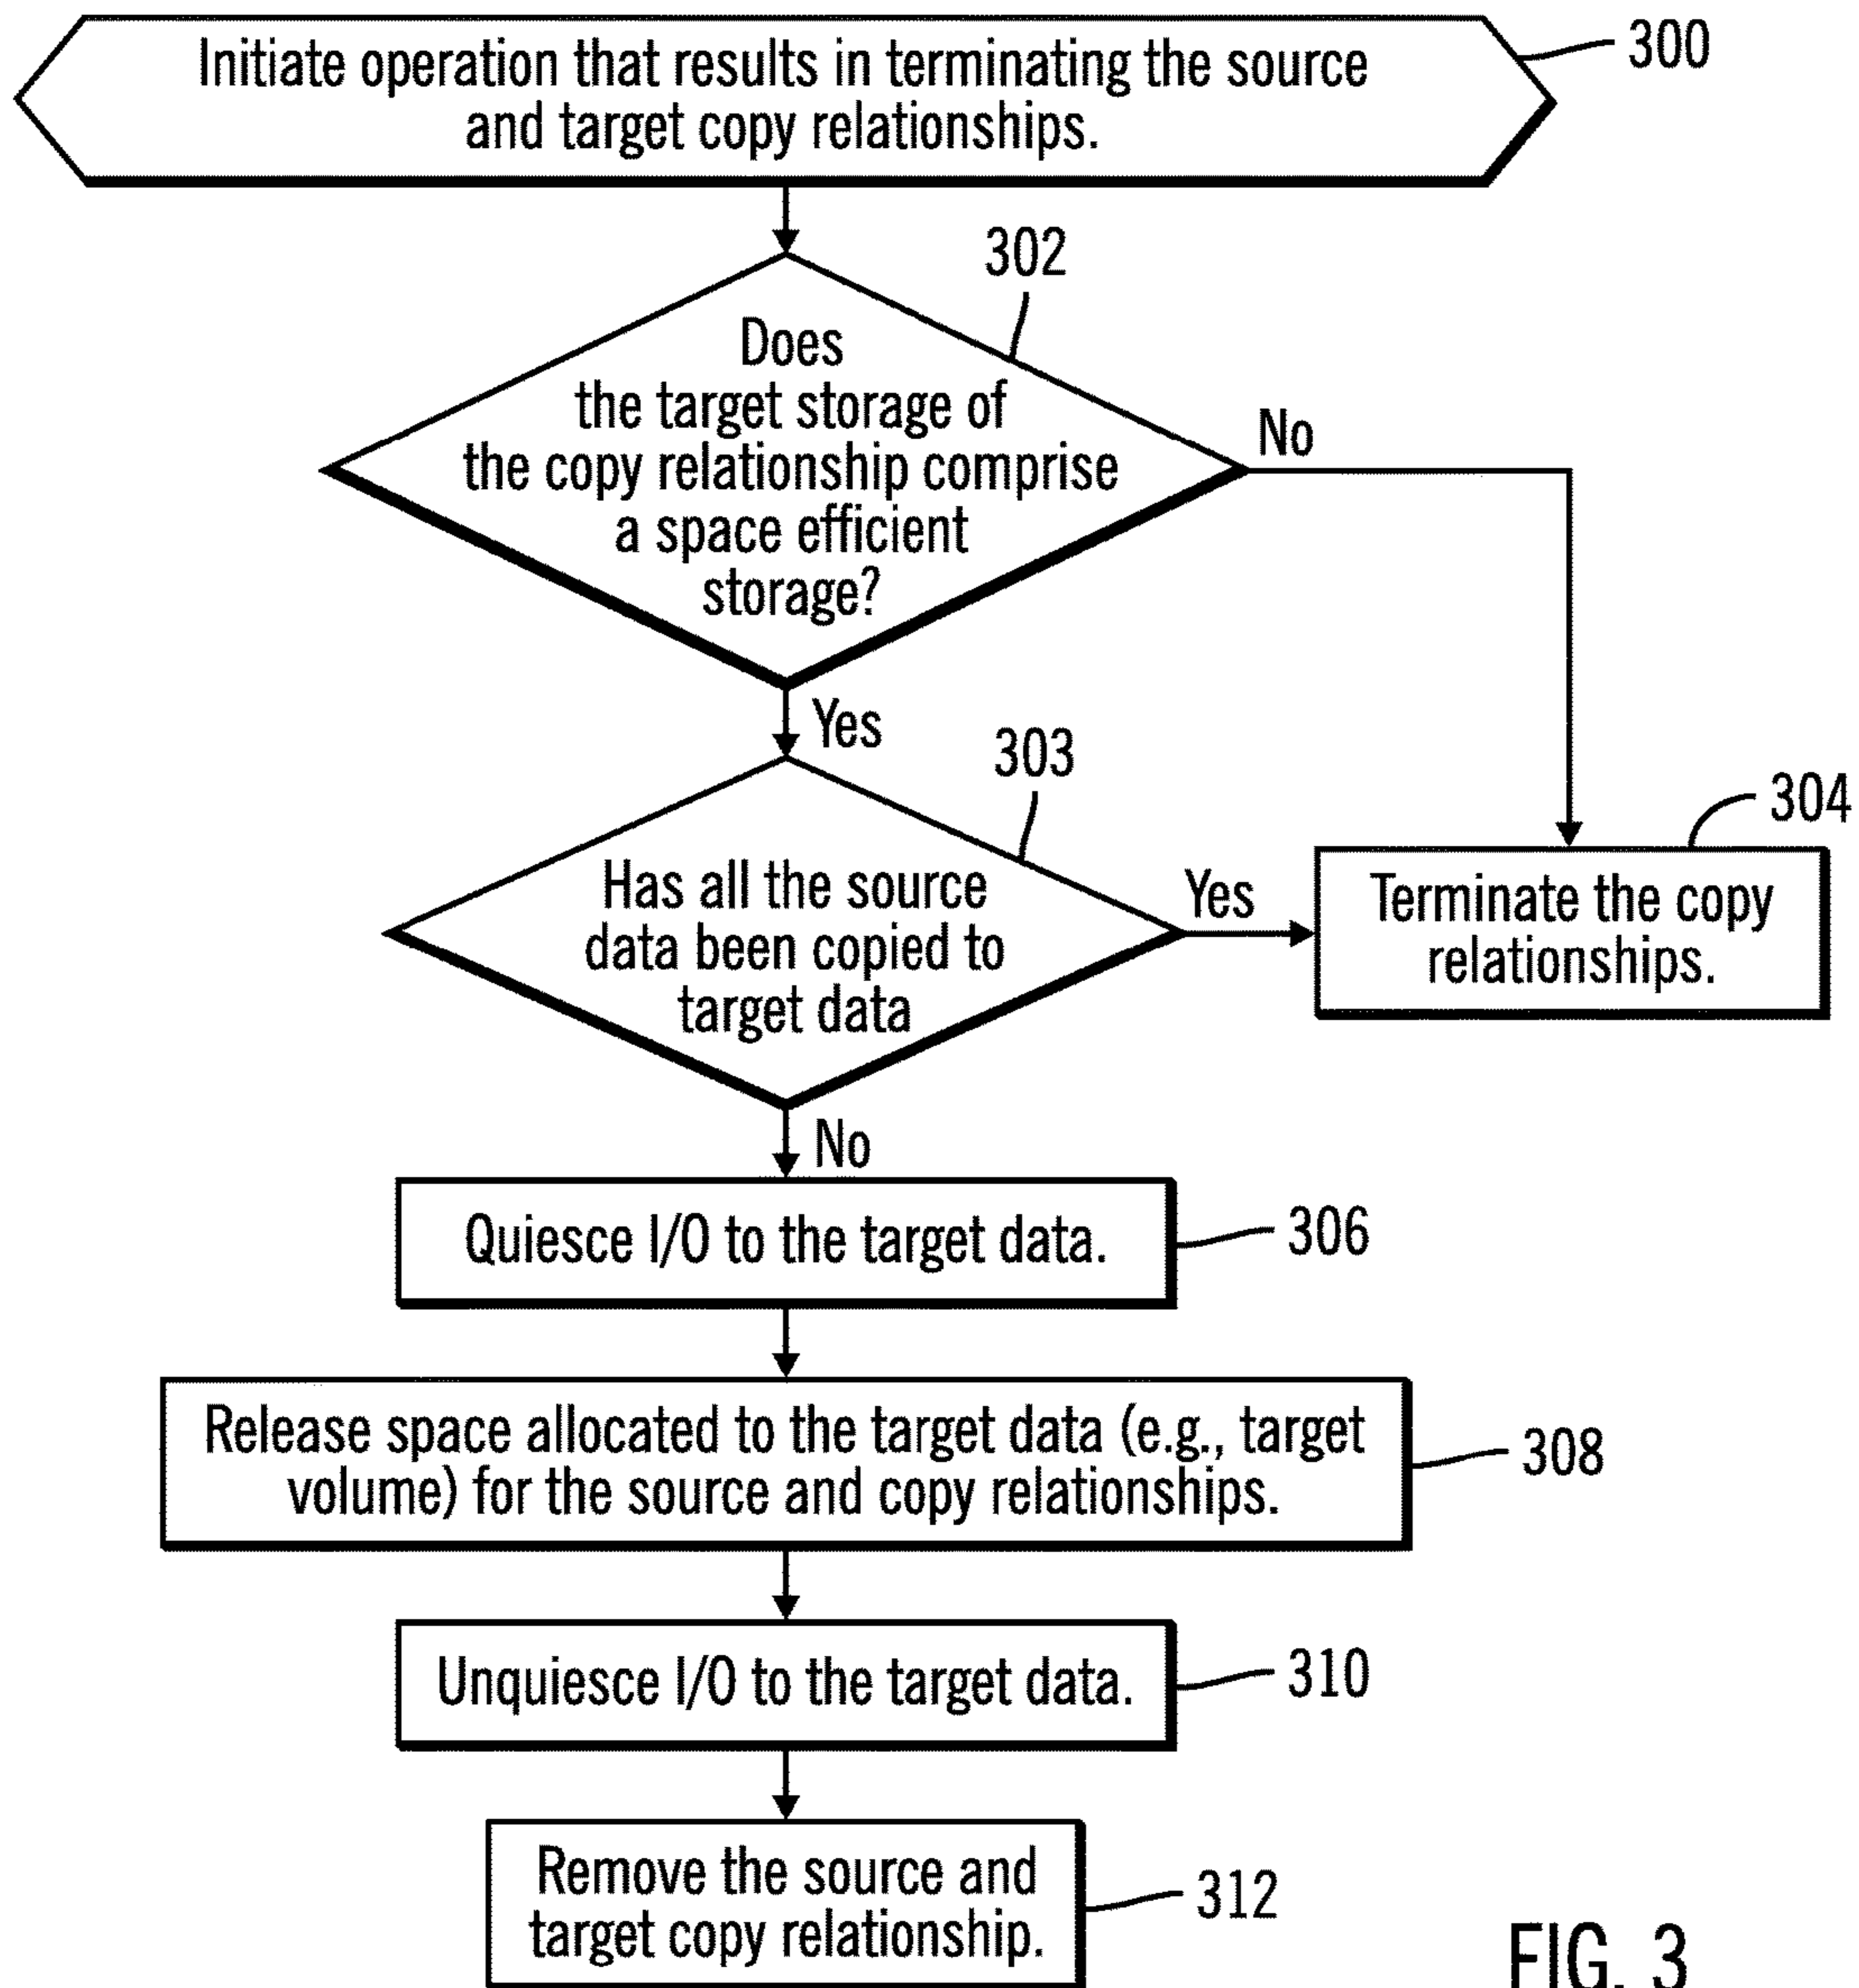 Initiate operation that results in terminating the source
and target copy relationships.
300
302
Does
the target storage of
the copy relationship comprise
a space efficient
storage?
No
Yes
303
Has all the source
data been copied to
target data
Yes
304
Terminate the copy
relationships.
No
Quiesce I/O to the target data.
306
Release space allocated to the target data (e.g., target
volume) for the source and copy relationships.
308
Unquiesce I/O to the target data.
310
Remove the source and
target copy relationship.
312
FIG. 3